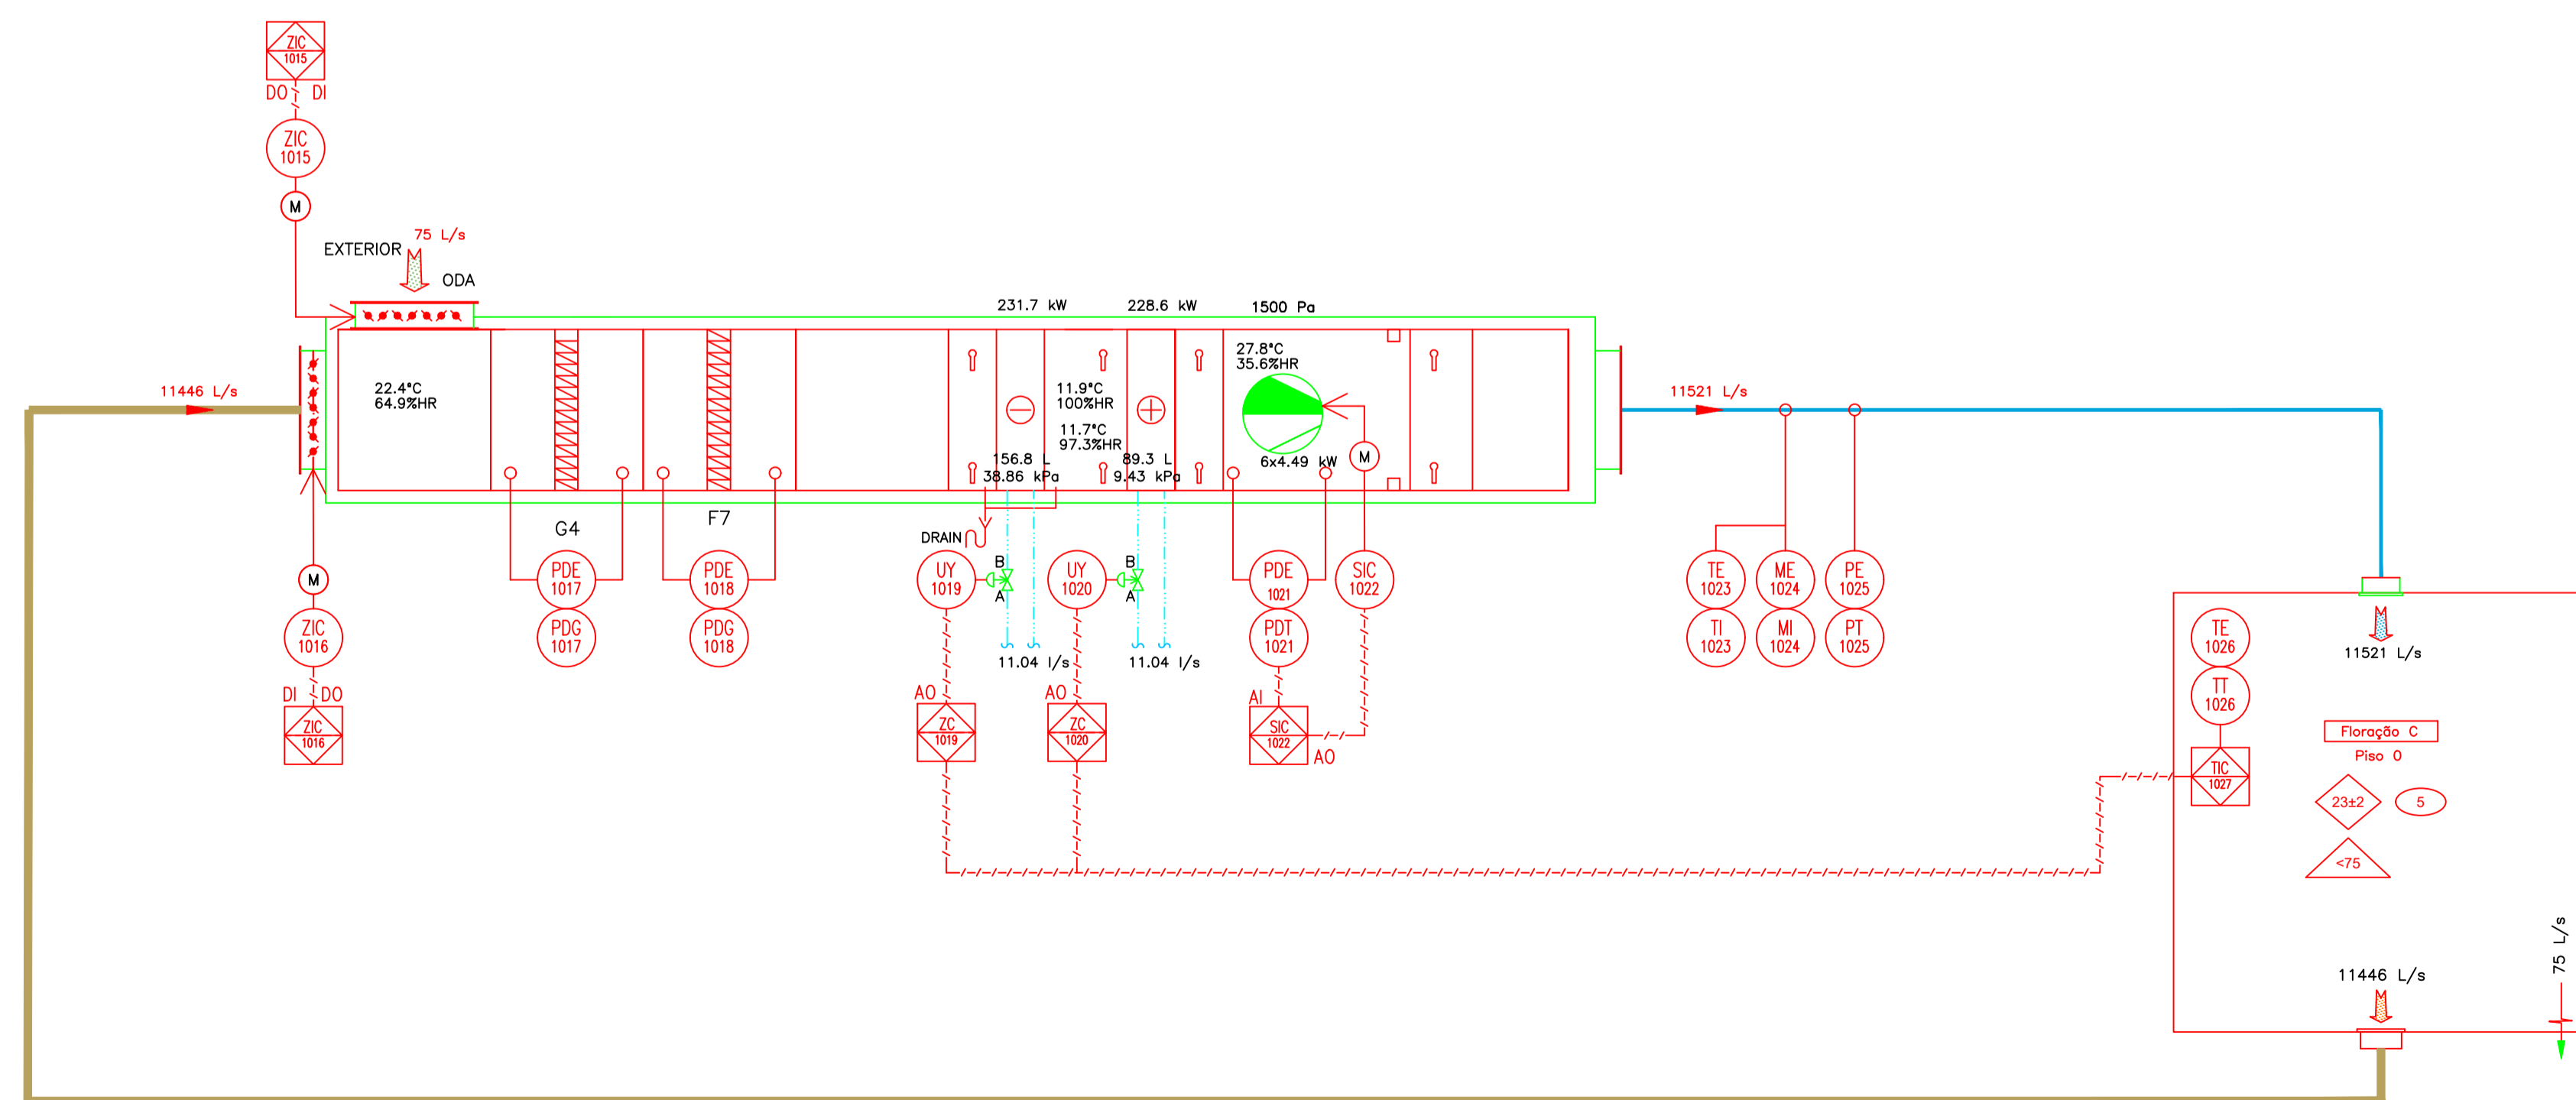 ZIC
1015
DO DI
ZIC
1015
M
75 L/s
EXTERIOR
ODA
11446 L/s
22.4°C
64.9%HR
231.7 kW
228.6 kW
1500 Pa
27.8°C
35.6%HR
11.9°C
100%HR
11.7°C
97.3%HR
156.8 L
38.86 kPa
89.3 L
9.43 kPa
6x4.49 kW
M
11521 L/s
G4
F7
DRAIN
M
ZIC
1016
DI DO
ZIC
1016
PDE
1017
PDG
1017
PDE
1018
PDG
1018
UY
1019
B
A
11.04 l/s
AO
ZC
1019
UY
1020
B
A
11.04 l/s
AO
ZC
1020
PDE
1021
PDT
1021
AI
SIC
1022
AO
SIC
1022
TE
1023
TI
1023
ME
1024
MI
1024
PE
1025
PT
1025
TE
1026
TT
1026
TIC
1027
11521 L/s
Floração C
Piso 0
23±2
5
<75
11446 L/s
75 L/s